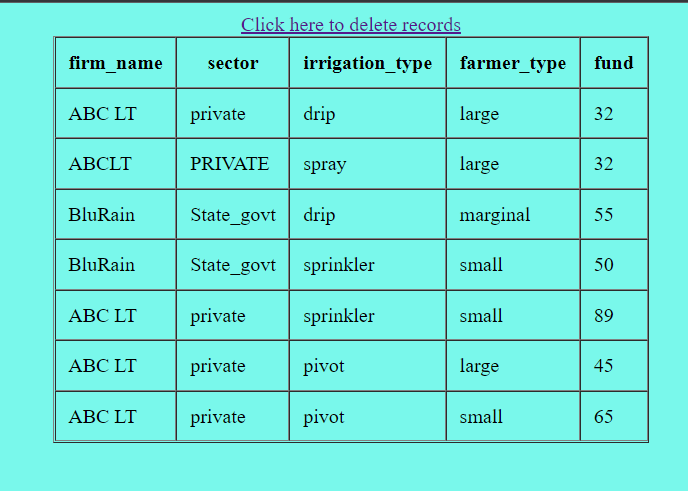 Click here to delete records
firm_name sector irrigation_type farmer_type fund
ABC LT private drip large 32
ABCLT PRIVATE spray large 32
BluRain State_govt drip marginal 55
BluRain State_govt sprinkler small 50
ABC LT private sprinkler small 89
ABC LT private pivot large 45
ABC LT private pivot small 65